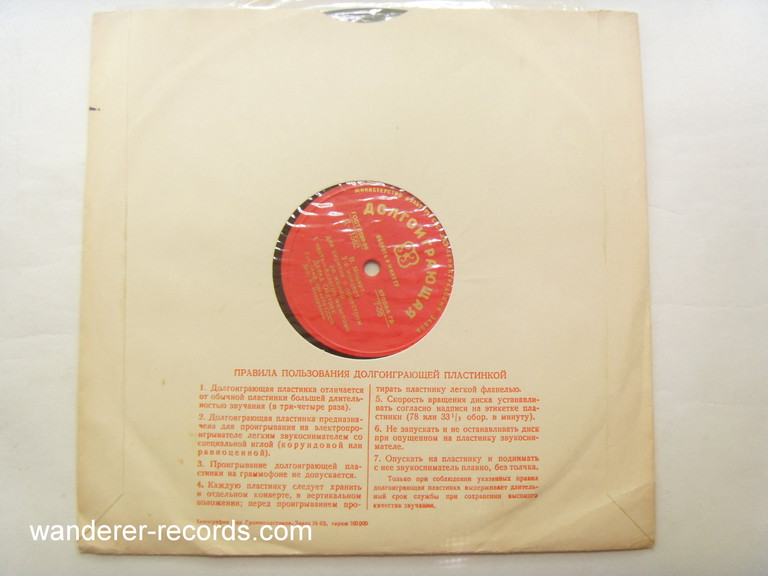 ДОЛГОИГРАЮЩАЯ
ПРАВИЛА ПОЛЬЗОВАНИЯ ДОЛГОИГРАЮЩЕЙ ПЛАСТИНКОЙ
1. Долгоиграющая пластинка отличается
от обычной пластинки большей длитель-
ностью звучания (в три-четыре раза).
2. Долгоиграющая пластинка предназна-
чена для проигрывания на электропро-
игрывателе легким звукоснимателем со
специальной иглой (корундовой или
равноценной).
3. Проигрывание долгоиграющей пла-
стинки на граммофоне не допускается.
4. Каждую пластинку следует хранить
в отдельном конверте, в вертикальном
положении; перед проигрыванием про-
тирать пластинку легкой фланелью.
5. Скорость вращения диска устанавли-
вать согласно надписи на этикетке пла-
стинки (78 или 33 1/3 обор. в минуту).
6. Не запускать и не останавливать диск
при опущенном на пластинку звукосни-
мателе.
7. Опускать на пластинку и поднимать
с нее звукосниматель плавно, без толчка.
Только при соблюдении указанных правил
долгоиграющая пластинка выдерживает длитель-
ный срок службы при сохранении высокого
качества звучания.
wanderer-records.com